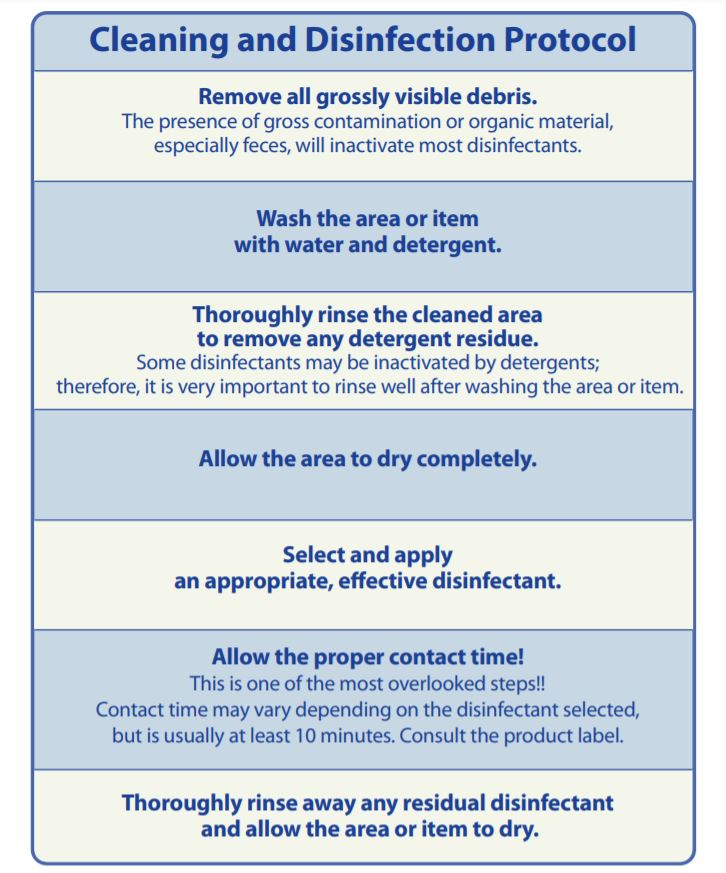 Cleaning and Disinfection Protocol
Remove all grossly visible debris.
The presence of gross contamination or organic material,
especially feces, will inactivate most disinfectants.
Wash the area or item
with water and detergent.
Thoroughly rinse the cleaned area
to remove any detergent residue.
Some disinfectants may be inactivated by detergents;
therefore, it is very important to rinse well after washing the area or item.
Allow the area to dry completely.
Select and apply
an appropriate, effective disinfectant.
Allow the proper contact time!
This is one of the most overlooked steps!!
Contact time may vary depending on the disinfectant selected,
but is usually at least 10 minutes. Consult the product label.
Thoroughly rinse away any residual disinfectant
and allow the area or item to dry.